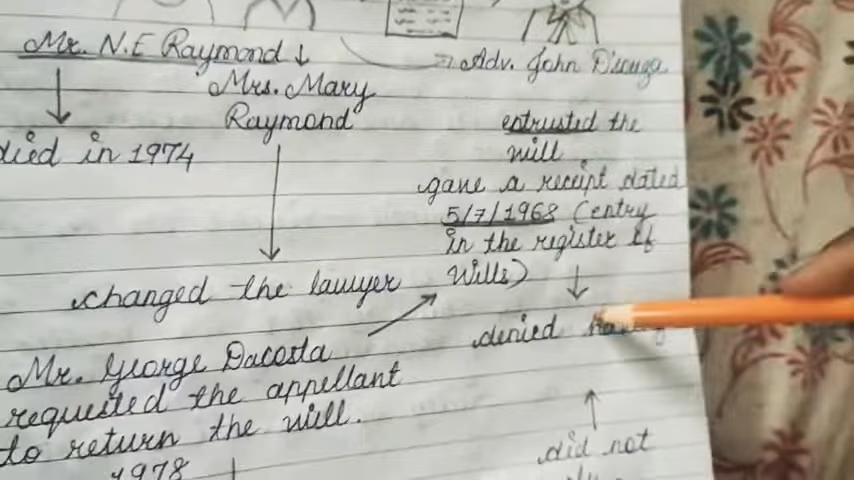 Mr. N.E Raymond ↓
Mrs. Mary
Raymond
died in 1974
changed the lawyer
Mr. George Dacosta
requested the appellant
to return the will.
1978
→ Adv. John D'souza
entrusted the
will
gave a receipt dated
5/7/1968 (entry
in the register of
Wills)
denied
did not